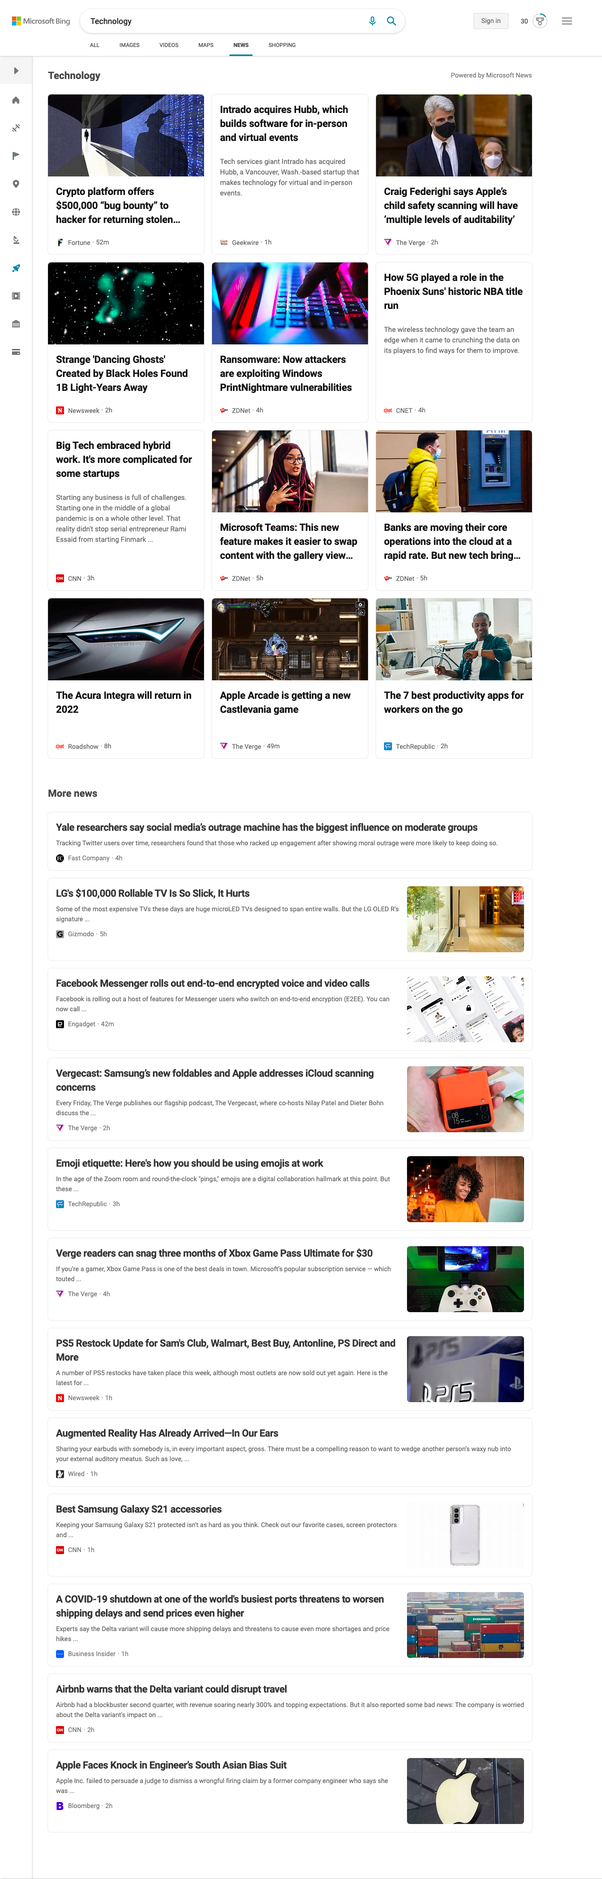 Microsoft Bing
Technology
Sign in
30
ALL
IMAGES
VIDEOS
MAPS
NEWS
SHOPPING
Technology
Powered by Microsoft News
Crypto platform offers
$500,000 “bug bounty” to
hacker for returning stolen...
Fortune · 52m
Intrado acquires Hubb, which
builds software for in-person
and virtual events
Tech services giant Intrado has acquired
Hubb, a Vancouver, Wash.-based startup that
makes technology for virtual and in-person
events.
Geekwire · 1h
Craig Federighi says Apple’s
child safety scanning will have
‘multiple levels of auditability’
The Verge · 2h
Strange 'Dancing Ghosts'
Created by Black Holes Found
1B Light-Years Away
Newsweek · 2h
Ransomware: Now attackers
are exploiting Windows
PrintNightmare vulnerabilities
ZDNet · 4h
How 5G played a role in the
Phoenix Suns' historic NBA title
run
The wireless technology gave the team an
edge when it came to crunching the data on
its players to find ways for them to improve.
CNET · 4h
Big Tech embraced hybrid
work. It's more complicated for
some startups
Starting any business is full of challenges.
Starting one in the middle of a global
pandemic is on a whole other level. That
reality didn't stop serial entrepreneur Rami
Essaid from starting Finmark ...
CNN · 3h
Microsoft Teams: This new
feature makes it easier to swap
content with the gallery view...
ZDNet · 5h
Banks are moving their core
operations into the cloud at a
rapid rate. But new tech bring...
ZDNet · 5h
The Acura Integra will return in
2022
Roadshow · 8h
Apple Arcade is getting a new
Castlevania game
The Verge · 49m
The 7 best productivity apps for
workers on the go
TechRepublic · 2h
More news
Yale researchers say social media’s outrage machine has the biggest influence on moderate groups
Tracking Twitter users over time, researchers found that those who racked up engagement after showing moral outrage were more likely to keep doing so.
Fast Company · 4h
LG's $100,000 Rollable TV Is So Slick, It Hurts
Some of the most expensive TVs these days are huge microLED TVs designed to span entire walls. But the LG OLED R's
signature ...
Gizmodo · 5h
Facebook Messenger rolls out end-to-end encrypted voice and video calls
Facebook is rolling out a host of features for Messenger users who switch on end-to-end encryption (E2EE). You can
now call ...
Engadget · 42m
Vergecast: Samsung’s new foldables and Apple addresses iCloud scanning
concerns
Every Friday, The Verge publishes our flagship podcast, The Vergecast, where co-hosts Nilay Patel and Dieter Bohn
discuss the ...
The Verge · 2h
Emoji etiquette: Here's how you should be using emojis at work
In the age of the Zoom room and round-the-clock "pings," emojis are a digital collaboration hallmark at this point. But
these ...
TechRepublic · 3h
Verge readers can snag three months of Xbox Game Pass Ultimate for $30
If you’re a gamer, Xbox Game Pass is one of the best deals in town. Microsoft’s popular subscription service — which
touted ...
The Verge · 4h
PS5 Restock Update for Sam's Club, Walmart, Best Buy, Antonline, PS Direct and
More
A number of PS5 restocks have taken place this week, although most outlets are now sold out yet again. Here is the
latest for ...
Newsweek · 1h
Augmented Reality Has Already Arrived—In Our Ears
Sharing your earbuds with somebody is, in every important aspect, gross. There must be a compelling reason to want to wedge another person's waxy nub into
your external auditory meatus. Such as love, ...
Wired · 1h
Best Samsung Galaxy S21 accessories
Keeping your Samsung Galaxy S21 protected isn't as hard as you think. Check out our favorite cases, screen protectors
and ...
CNN · 1h
A COVID-19 shutdown at one of the world's busiest ports threatens to worsen
shipping delays and send prices even higher
Experts say the Delta variant will cause more shipping delays and threatens to cause even more shortages and price
hikes ...
Business Insider · 1h
Airbnb warns that the Delta variant could disrupt travel
Airbnb had a blockbuster second quarter, with revenue soaring nearly 300% and topping expectations. But it also reported some bad news: The company is worried
about the Delta variant's impact on ...
CNN · 2h
Apple Faces Knock in Engineer’s South Asian Bias Suit
Apple Inc. failed to persuade a judge to dismiss a wrongful firing claim by a former company engineer who says she
was ...
Bloomberg · 2h